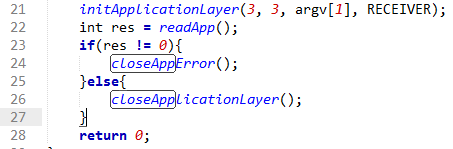 21 initApplicationLayer(3, 3, argv[1], RECEIVER);
22 int res = readApp();
23 if(res != 0){
24 closeAppError();
25 }else{
26 closeApplicationLayer();
27 }
28 return 0;